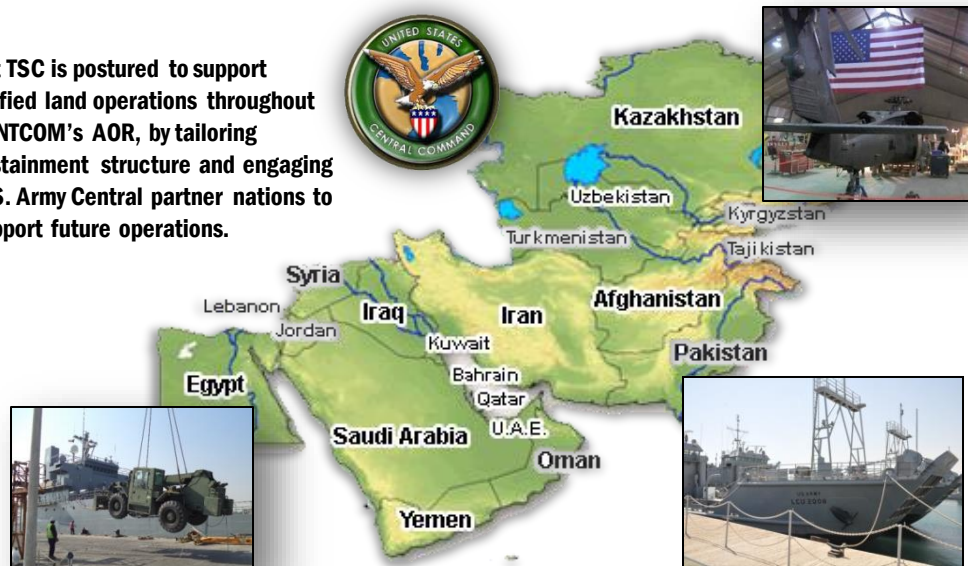 TSC is postured to support
fied land operations throughout
NTCOM's AOR, by tailoring
stainment structure and engaging
S. Army Central partner nations to
pport future operations.
UNITED STATES
CENTRAL COMMAND
Kazakhstan
Uzbekistan
Kyrgyzstan
Turkmenistan
Tajikistan
Syria
Afghanistan
Lebanon
Iraq
Iran
Jordan
Kuwait
Pakistan
Bahrain
Egypt
Qatar
U.A.E.
Saudi Arabia
Oman
Yemen
US ARMY